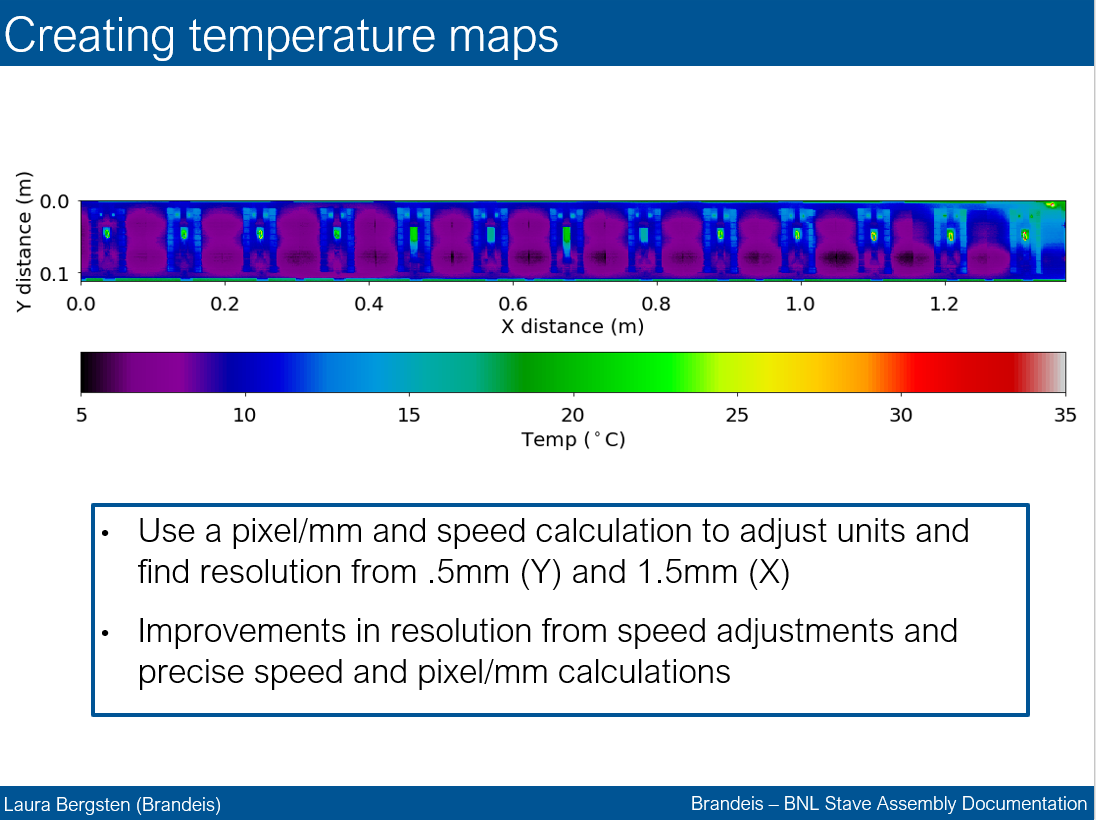 Creating temperature maps
Y distance (m)
0.0
0.1
0.0 0.2 0.4 0.6 0.8 1.0 1.2
X distance (m)
5 10 15 20 25 30 35
Temp (°C)
• Use a pixel/mm and speed calculation to adjust units and
find resolution from .5mm (Y) and 1.5mm (X)
• Improvements in resolution from speed adjustments and
precise speed and pixel/mm calculations
Laura Bergsten (Brandeis)
Brandeis – BNL Stave Assembly Documentation